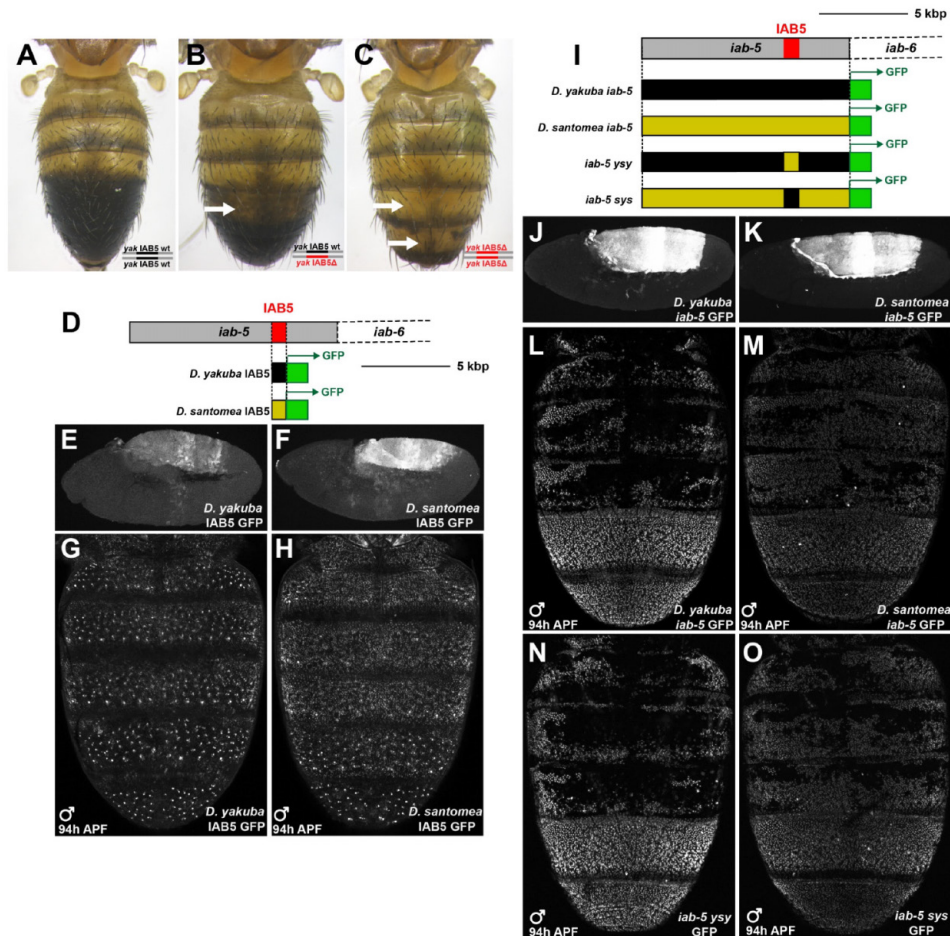 A
B
C
yak IAB5 wt
yak IAB5 wt
yak IAB5 wt
yak IAB5Δ
yak IAB5Δ
yak IAB5Δ
D
IAB5
iab-5
iab-6
GFP
D. yakuba IAB5
5 kbp
GFP
D. santomea IAB5
E
D. yakuba
IAB5 GFP
F
D. santomea
IAB5 GFP
G
♂
94h APF
D. yakuba
IAB5 GFP
H
♂
94h APF
D. santomea
IAB5 GFP
5 kbp
I
IAB5
iab-5
iab-6
GFP
D. yakuba iab-5
GFP
D. santomea iab-5
GFP
iab-5 ysy
GFP
iab-5 sys
J
D. yakuba
iab-5 GFP
K
D. santomea
iab-5 GFP
L
♂
94h APF
D. yakuba
iab-5 GFP
M
♂
94h APF
D. santomea
iab-5 GFP
N
♂
94h APF
iab-5 ysy
GFP
O
♂
94h APF
iab-5 sys
GFP